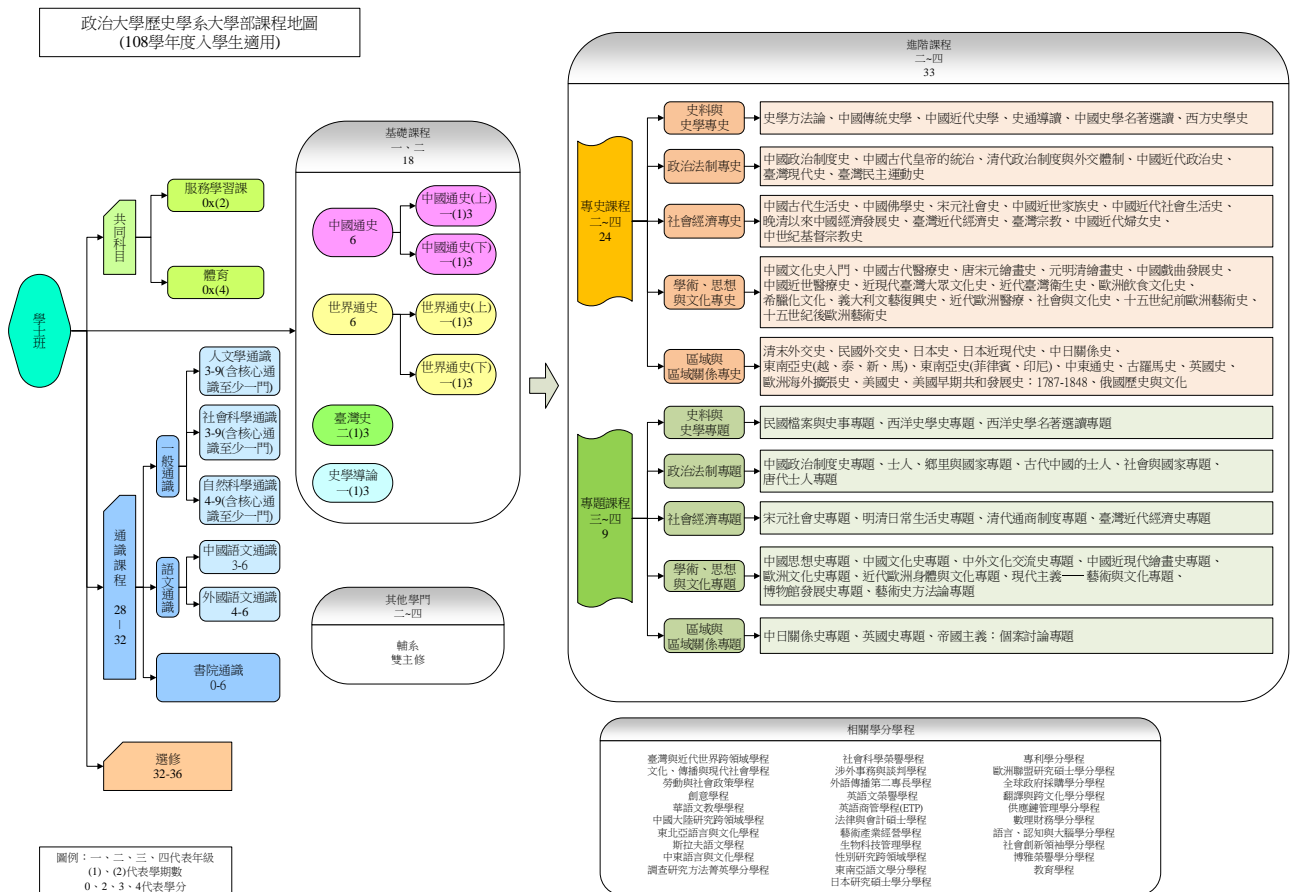 政治大學歷史學系大學部課程地圖
(108學年度入學生適用)
學士班
共同科目
服務學習課
0x(2)
體育
0x(4)
通識課程
28
－
32
一般通識
人文學通識
3-9(含核心通
識至少一門)
社會科學通識
3-9(含核心通
識至少一門)
自然科學通識
4-9(含核心通
識至少一門)
語文通識
中國語文通識
3-6
外國語文通識
4-6
書院通識
0-6
選修
32-36
圖例：一、二、三、四代表年級
(1)、(2)代表學期數
0、2、3、4代表學分
基礎課程
一、二
18
中國通史
6
中國通史(上)
一(1)3
中國通史(下)
一(1)3
世界通史
6
世界通史(上)
一(1)3
世界通史(下)
一(1)3
臺灣史
二(1)3
史學導論
一(1)3
其他學門
二~四
輔系
雙主修
進階課程
二~四
33
專史課程
二~四
24
史料與
史學專史
史學方法論、中國傳統史學、中國近代史學、史通導讀、中國史學名著選讀、西方史學史
政治法制專史
中國政治制度史、中國古代皇帝的統治、清代政治制度與外交體制、中國近代政治史、
臺灣現代史、臺灣民主運動史
社會經濟專史
中國古代生活史、中國佛學史、宋元社會史、中國近世家族史、中國近代社會生活史、
晚清以來中國經濟發展史、臺灣近代經濟史、臺灣宗教、中國近代婦女史、
中世紀基督宗教史
學術、思想
與文化專史
中國文化史入門、中國古代醫療史、唐宋元繪畫史、元明清繪畫史、中國戲曲發展史、
中國近世醫療史、近現代臺灣大眾文化史、近代臺灣衛生史、歐洲飲食文化史、
希臘化文化、義大利文藝復興史、近代歐洲醫療、社會與文化史、十五世紀前歐洲藝術史、
十五世紀後歐洲藝術史
區域與
區域關係專史
清末外交史、民國外交史、日本史、日本近現代史、中日關係史、
東南亞史(越、泰、新、馬)、東南亞史(菲律賓、印尼)、中東通史、古羅馬史、英國史、
歐洲海外擴張史、美國史、美國早期共和發展史：1787-1848、俄國歷史與文化
專題課程
三~四
9
史料與
史學專題
民國檔案與史事專題、西洋史學史專題、西洋史學名著選讀專題
政治法制專題
中國政治制度史專題、士人、鄉里與國家專題、古代中國的士人、社會與國家專題、
唐代士人專題
社會經濟專題
宋元社會史專題、明清日常生活史專題、清代通商制度專題、臺灣近代經濟史專題
學術、思想
與文化專題
中國思想史專題、中國文化史專題、中外文化交流史專題、中國近現代繪畫史專題、
歐洲文化史專題、近代歐洲身體與文化專題、現代主義——藝術與文化專題、
博物館發展史專題、藝術史方法論專題
區域與
區域關係專題
中日關係史專題、英國史專題、帝國主義：個案討論專題
相關學分學程
臺灣與近代世界跨領域學程
文化、傳播與現代社會學程
勞動與社會政策學程
創意學程
華語文教學學程
中國大陸研究跨領域學程
東北亞語言與文化學程
斯拉夫語文學程
中東語言與文化學程
調查研究方法菁英學分學程
社會科學榮譽學程
涉外事務與談判學程
外語傳播第二專長學程
英語文榮譽學程
英語商管學程(ETP)
法律與會計碩士學程
藝術產業經營學程
生物科技管理學程
性別研究跨領域學程
東南亞語文學分學程
日本研究碩士學分學程
專利學分學程
歐洲聯盟研究碩士學分學程
全球政府採購學分學程
翻譯與跨文化學分學程
供應鏈管理學分學程
數理財務學分學程
語言、認知與大腦學分學程
社會創新領袖學分學程
博雅榮譽學分學程
教育學程